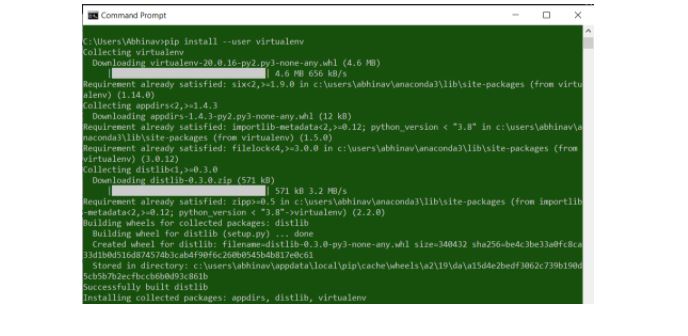 Command Prompt
C:\Users\Abhinav>pip install --user virtualenv
Collecting virtualenv
Downloading virtualenv-20.0.16-py2.py3-none-any.whl (4.6 MB)
| | 4.6 MB 656 kB/s
Requirement already satisfied: six<2,>=1.9.0 in c:\users\abhinav\anaconda3\lib\site-packages (from virtu
alenv) (1.14.0)
Collecting appdirs<2,>=1.4.3
Downloading appdirs-1.4.3-py2.py3-none-any.whl (12 kB)
Requirement already satisfied: importlib-metadata<2,>=0.12; python_version < "3.8" in c:\users\abhinav\a
naconda3\lib\site-packages (from virtualenv) (1.5.0)
Requirement already satisfied: filelock<4,>=3.0.0 in c:\users\abhinav\anaconda3\lib\site-packages (from
virtualenv) (3.0.12)
Collecting distlib<1,>=0.3.0
Downloading distlib-0.3.0.zip (571 kB)
| | 571 kB 3.2 MB/s
Requirement already satisfied: zipp>=0.5 in c:\users\abhinav\anaconda3\lib\site-packages (from importlib
-metadata<2,>=0.12; python_version < "3.8"->virtualenv) (2.2.0)
Building wheels for collected packages: distlib
Building wheel for distlib (setup.py) ... done
Created wheel for distlib: filename=distlib-0.3.0-py3-none-any.whl size=340432 sha256=be4c3be33a0fc8ca
33d1b0d516d874574b3cab4f90f6c260b0545b4b817e0c61
Stored in directory: c:\users\abhinav\appdata\local\pip\cache\wheels\a2\19\da\a15d4e2bedf3062c739b190d
5cb5b7b2ecfbccb6b0d93c861b
Successfully built distlib
Installing collected packages: appdirs, distlib, virtualenv